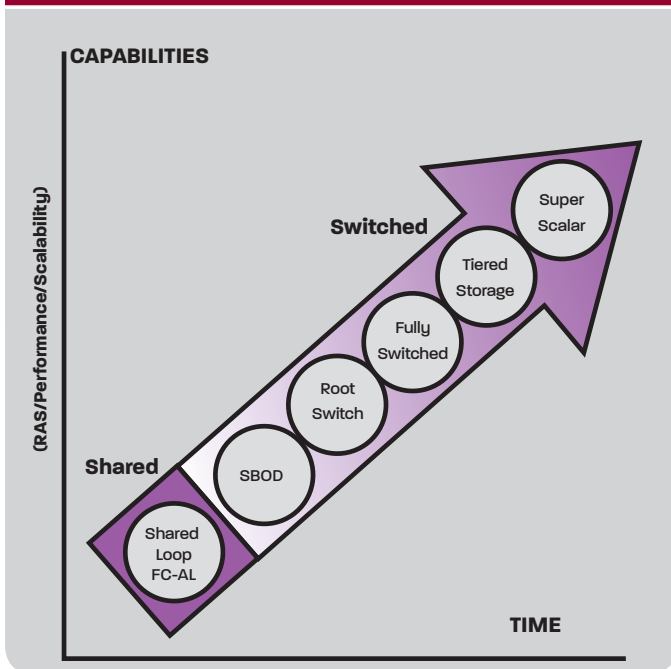 CAPABILITIES
(RAS/Performance/Scalability)
Super
Scalar
Switched
Tiered
Storage
Fully
Switched
Root
Switch
Shared
SBOD
Shared
Loop
FC-AL
TIME